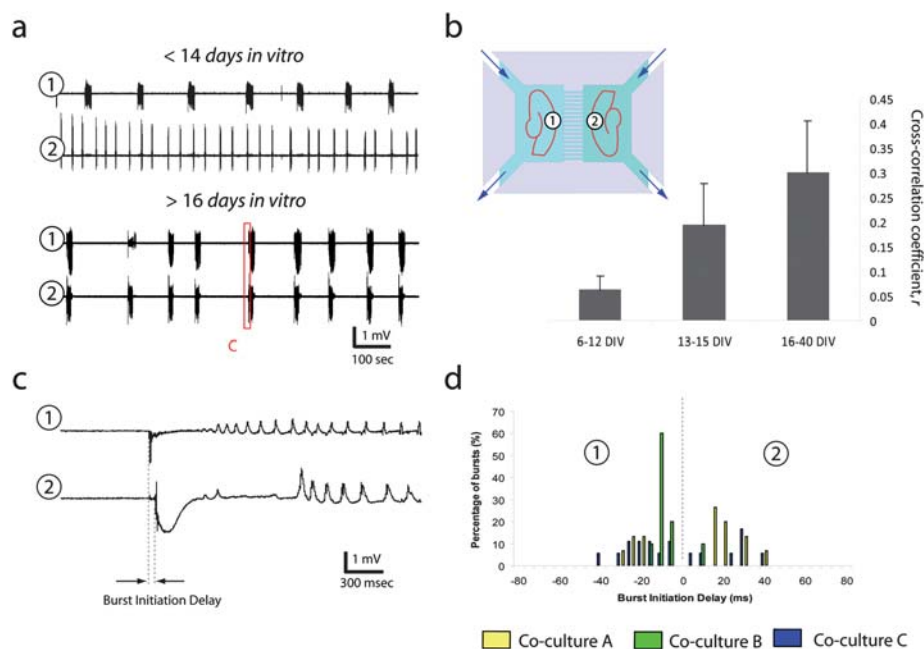 a
< 14 days in vitro
1
2
> 16 days in vitro
1
2
C
1 mV
100 sec
b
1
2
0.45
0.4
0.35
0.3
0.25
0.2
0.15
0.1
0.05
0
Cross-correlation coefficient, r
6-12 DIV
13-15 DIV
16-40 DIV
c
1
2
1 mV
300 msec
Burst Initiation Delay
d
70
60
50
40
30
20
10
0
Percentage of bursts (%)
1
2
-80
-60
-40
-20
0
20
40
60
80
Burst Initiation Delay (ms)
Co-culture A
Co-culture B
Co-culture C